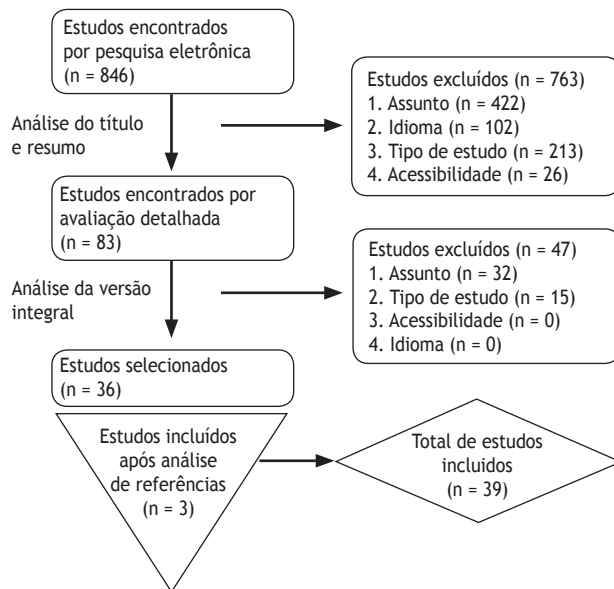 Estudos encontrados
por pesquisa eletrônica
(n = 846)
Análise do título
e resumo
Estudos excluídos (n = 763)
1. Assunto (n = 422)
2. Idioma (n = 102)
3. Tipo de estudo (n = 213)
4. Acessibilidade (n = 26)
Estudos encontrados por
avaliação detalhada
(n = 83)
Análise da versão
integral
Estudos excluídos (n = 47)
1. Assunto (n = 32)
2. Tipo de estudo (n = 15)
3. Acessibilidade (n = 0)
4. Idioma (n = 0)
Estudos selecionados
(n = 36)
Estudos incluídos
após análise
de referências
(n = 3)
Total de estudos
incluidos
(n = 39)